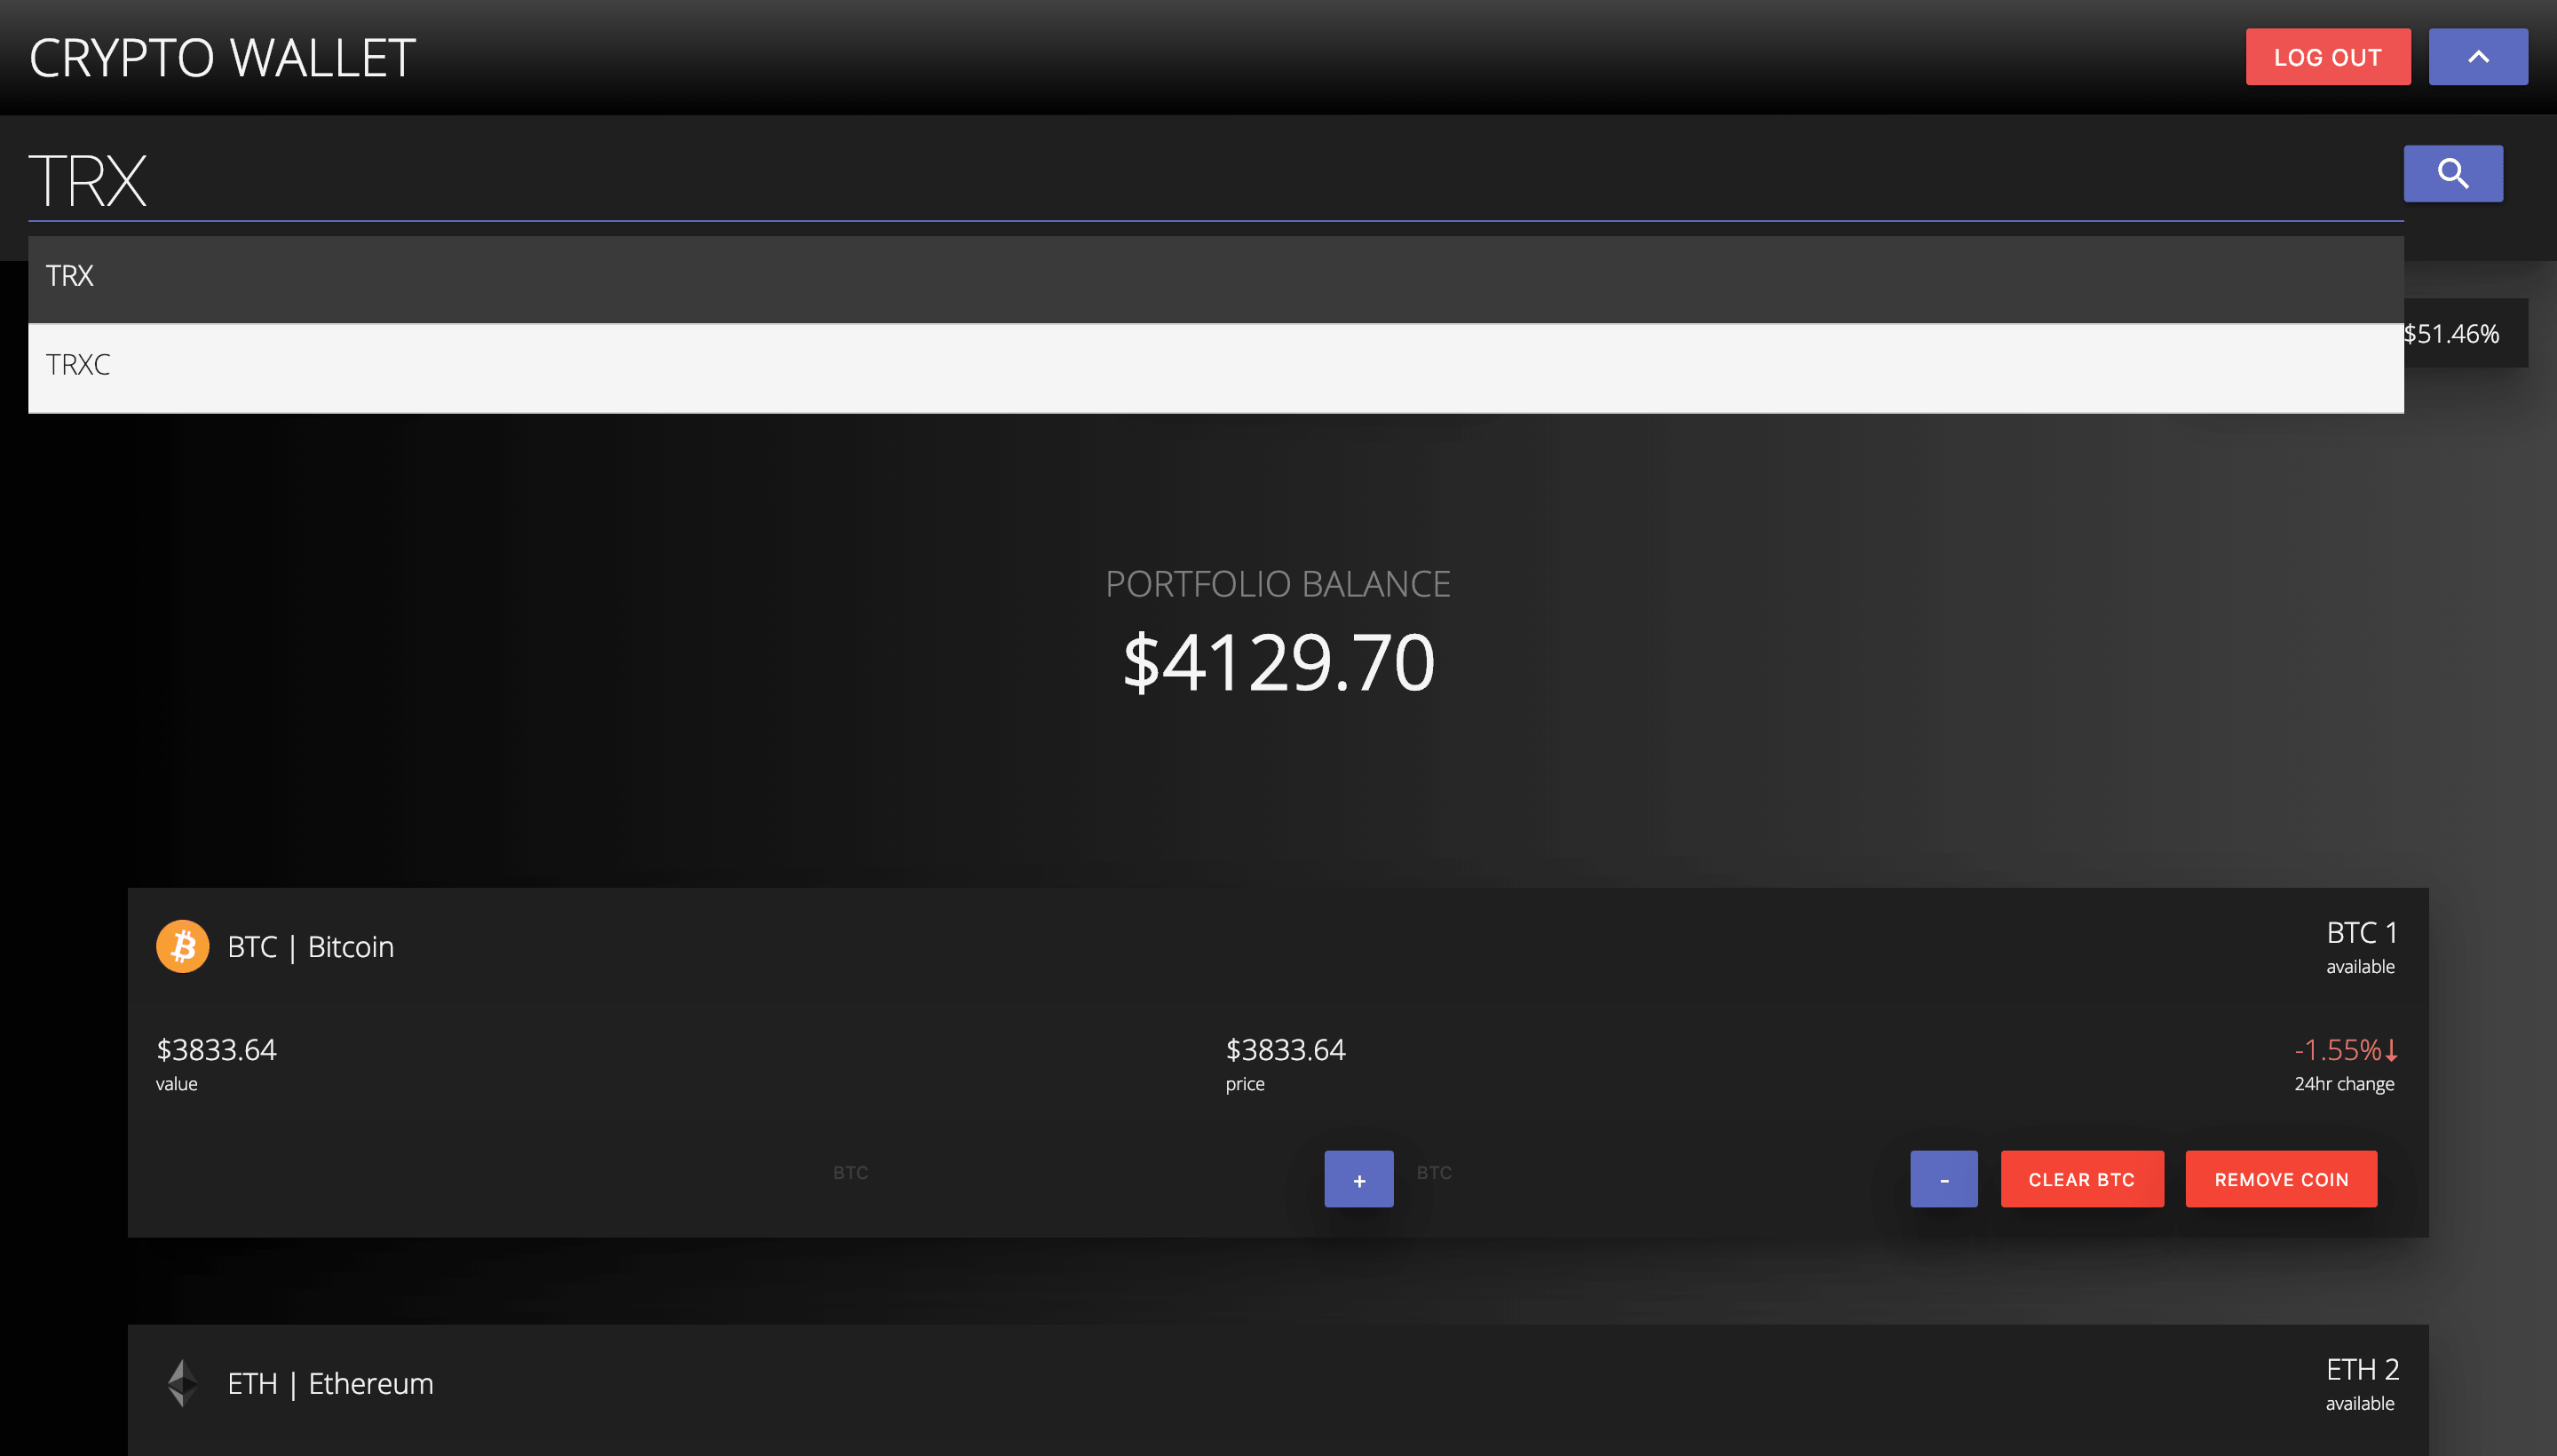 CRYPTO WALLET
LOG OUT
TRX
TRX
TRXC
$51.46%
PORTFOLIO BALANCE
$4129.70
BTC | Bitcoin
BTC 1
available
$3833.64
value
$3833.64
price
-1.55%↓
24hr change
BTC
+
BTC
-
CLEAR BTC
REMOVE COIN
ETH | Ethereum
ETH 2
available